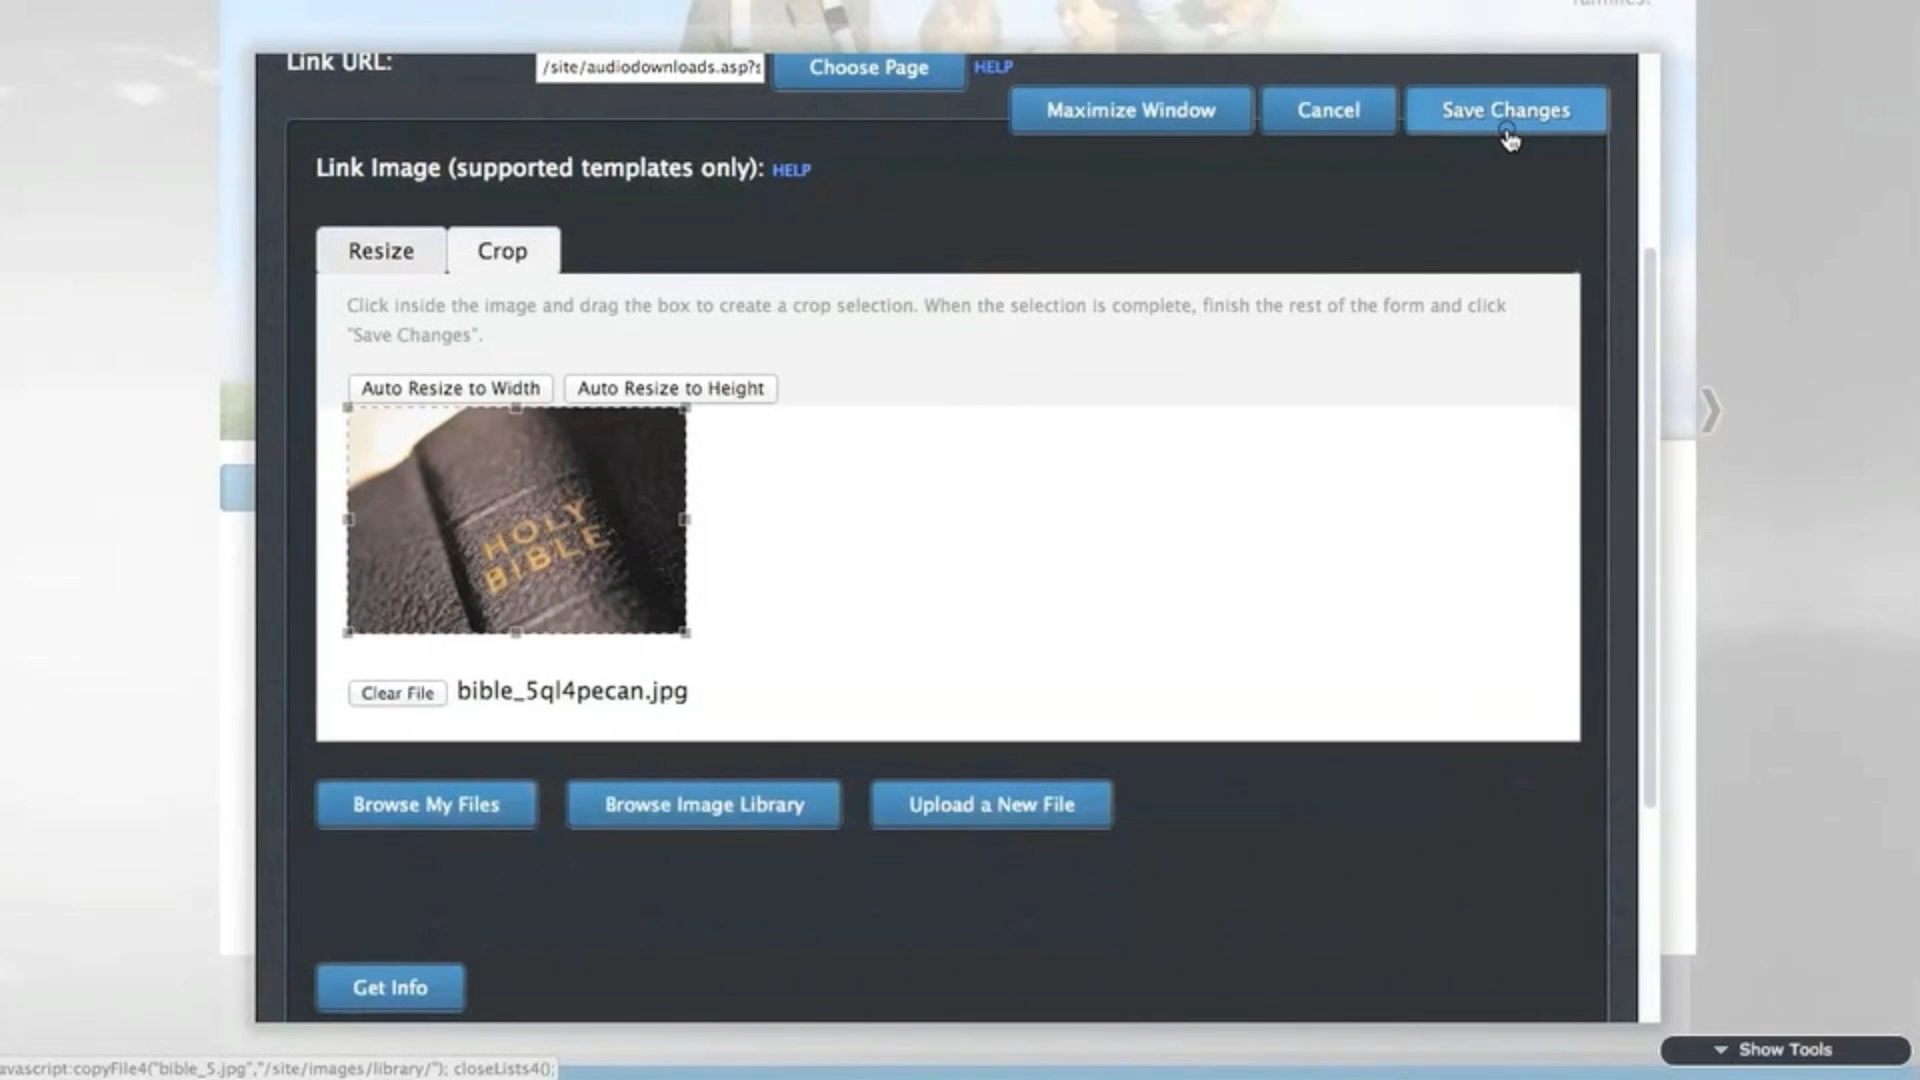 families.
Link URL:
/site/audiodownloads.asp?s
Choose Page
HELP
Maximize Window
Cancel
Save Changes
Link Image (supported templates only): HELP
Resize
Crop
Click inside the image and drag the box to create a crop selection. When the selection is complete, finish the rest of the form and click
"Save Changes".
Auto Resize to Width
Auto Resize to Height
HOLY
BIBLE
Clear File
bible_5ql4pecan.jpg
Browse My Files
Browse Image Library
Upload a New File
Get Info
Show Tools
avascript:copyFile4("bible_5.jpg","/site/images/library/"); closeLists4();